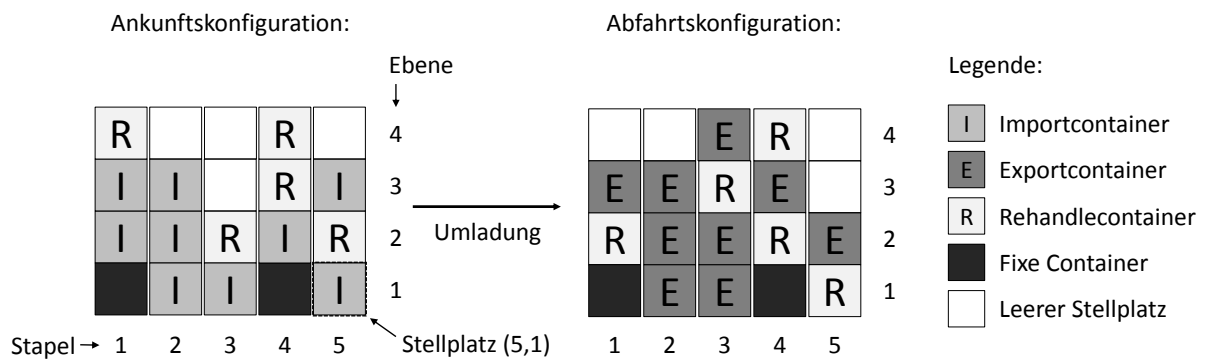 Ankunftskonfiguration:
Abfahrtskonfiguration:
Ebene
Legende:
R R 4
I I R I 3
I I R I R 2
I I I 1
Stapel 1 2 3 4 5
Stellplatz (5,1)
Umladung
E R 4
E E R E 3
R E E R E 2
E E R 1
1 2 3 4 5
I Importcontainer
E Exportcontainer
R Rehandlecontainer
Fixe Container
Leerer Stellplatz